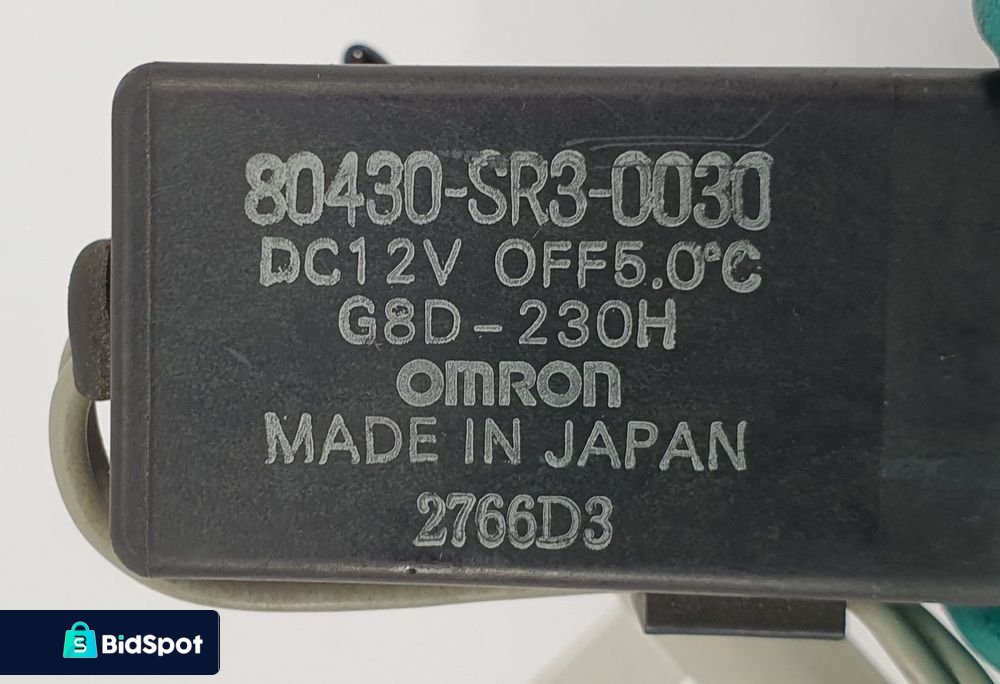 80430-SR3-0030
DC12V OFF5.0°C
G8D-230H
omron
MADE IN JAPAN
2766D3
S BidSpot